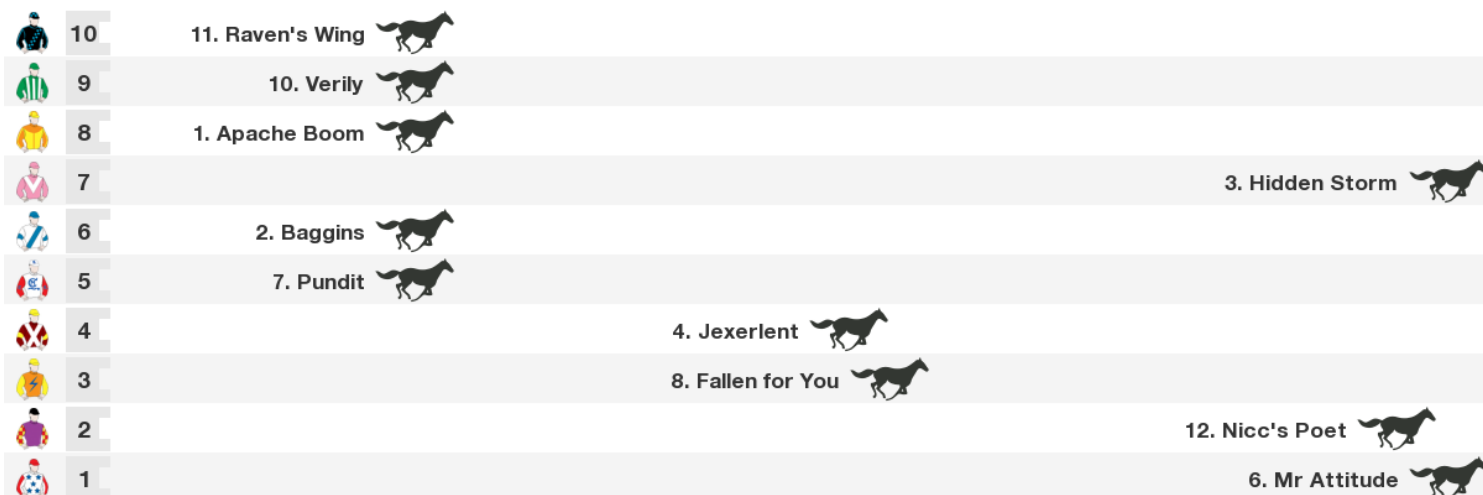 10 11. Raven's Wing
9 10. Verily
8 1. Apache Boom
7 3. Hidden Storm
6 2. Baggins
5 7. Pundit
4 4. Jexerlent
3 8. Fallen for You
2 12. Nicc's Poet
1 6. Mr Attitude